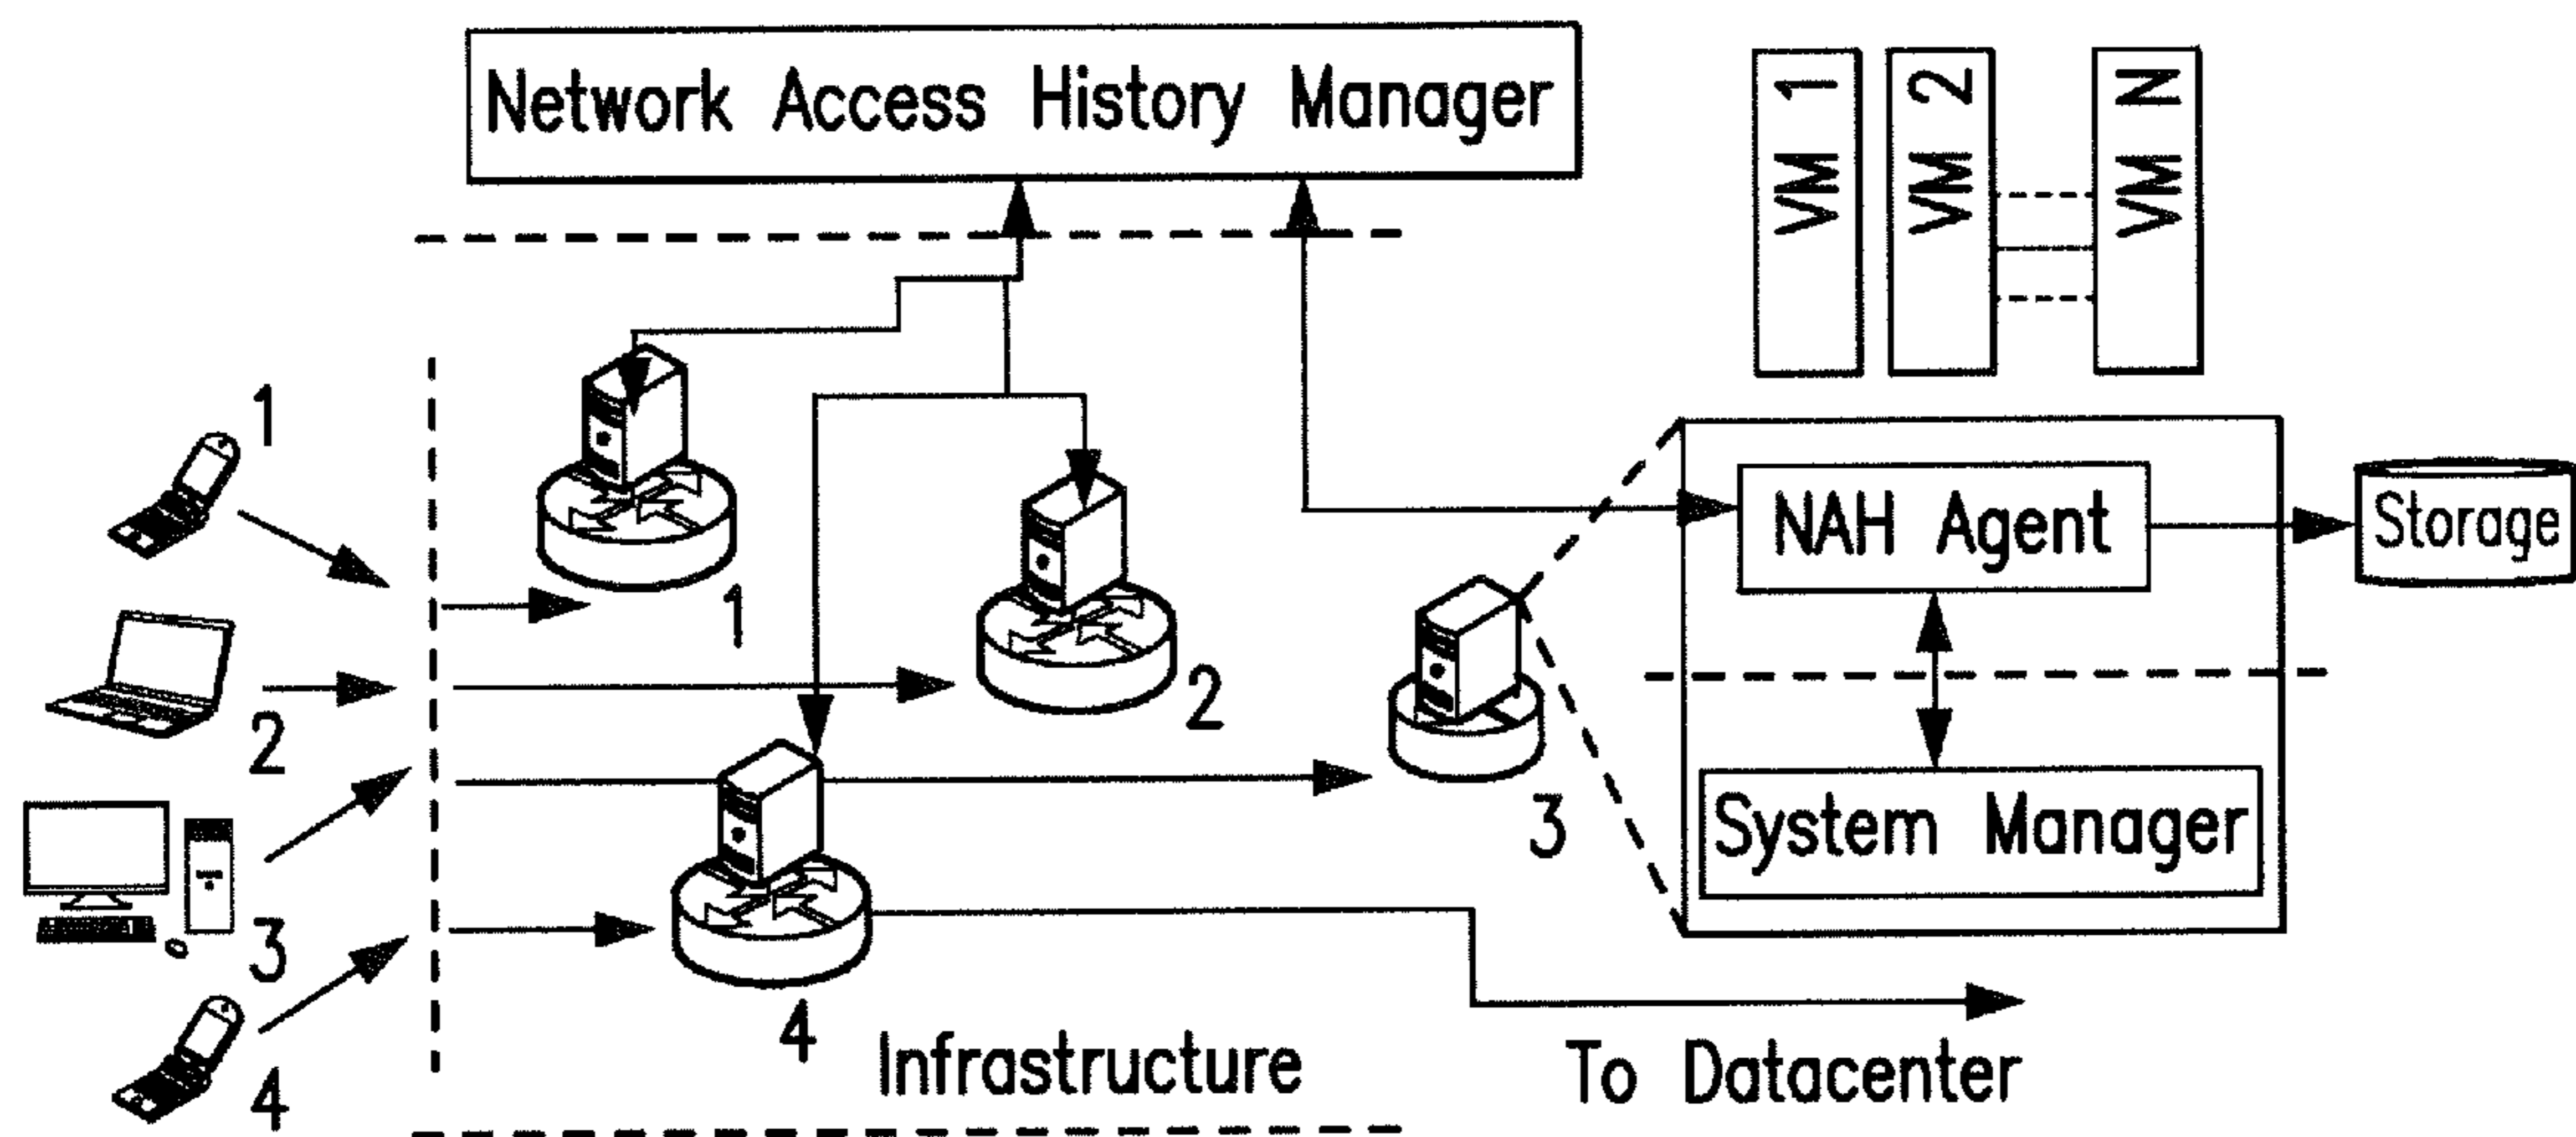 Network Access History Manager
VM 1
VM 2
VM N
1
2
3
4
1
2
3
4
NAH Agent
System Manager
Storage
Infrastructure
To Datacenter